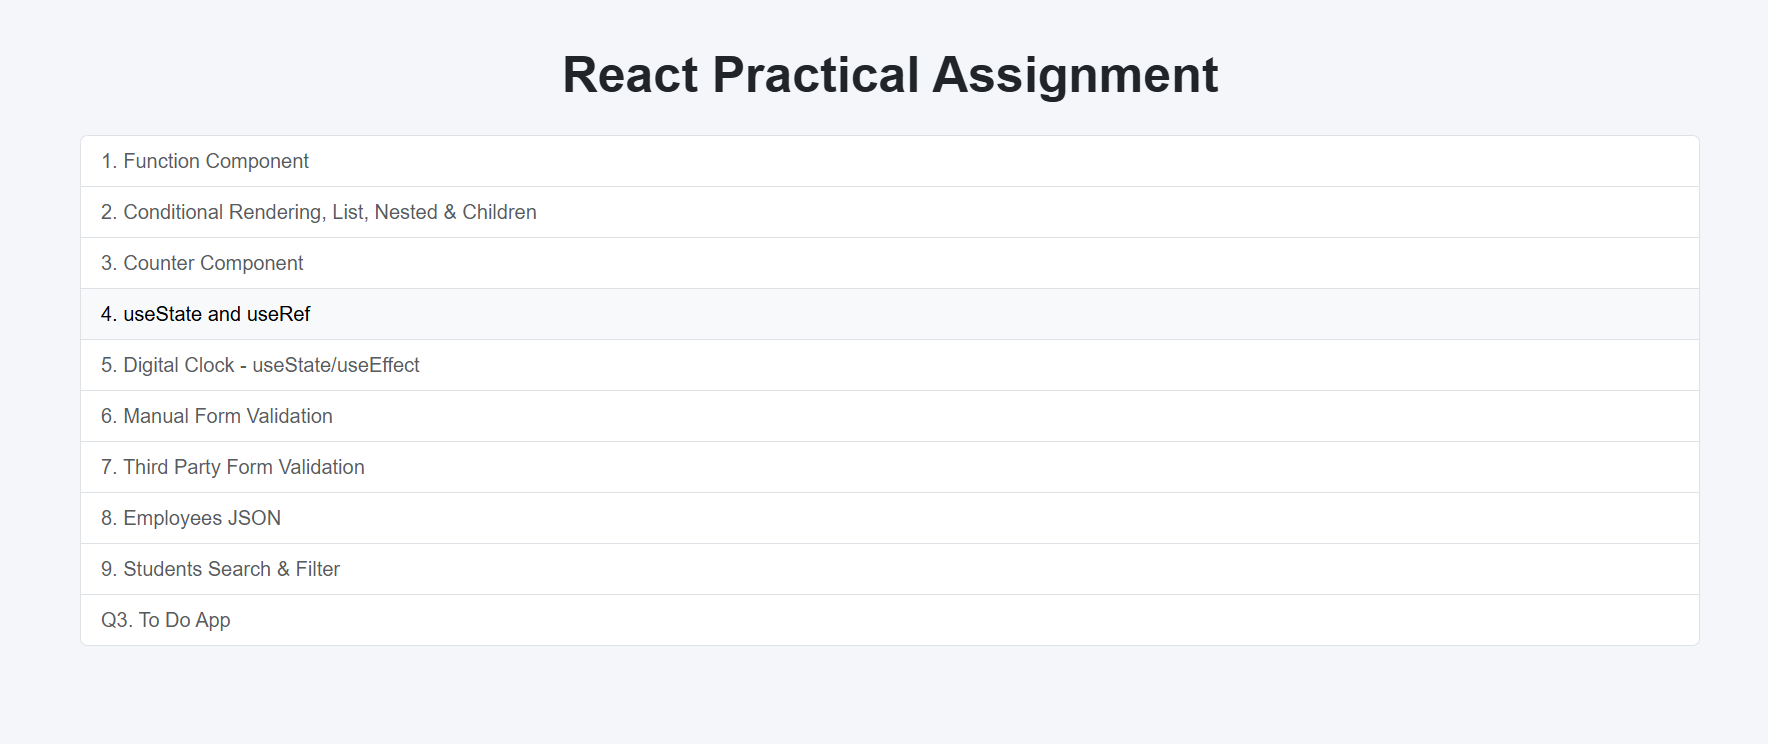 React Practical Assignment
1. Function Component
2. Conditional Rendering, List, Nested & Children
3. Counter Component
4. useState and useRef
5. Digital Clock - useState/useEffect
6. Manual Form Validation
7. Third Party Form Validation
8. Employees JSON
9. Students Search & Filter
Q3. To Do App